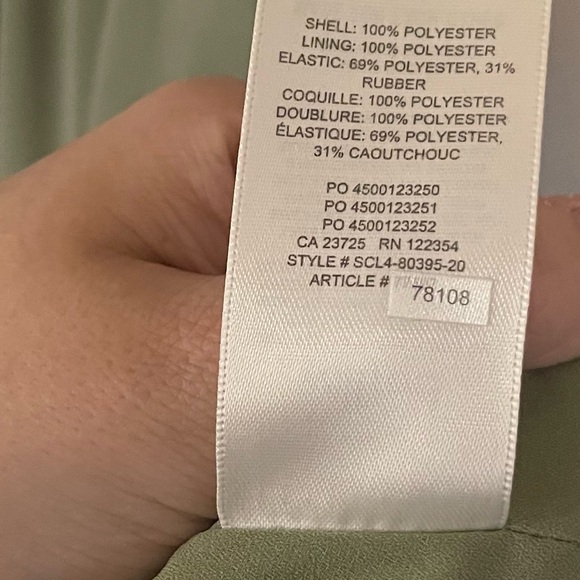 SHELL: 100% POLYESTER
LINING: 100% POLYESTER
ELASTIC: 69% POLYESTER, 31%
RUBBER
COQUILLE: 100% POLYESTER
DOUBLURE: 100% POLYESTER
ÉLASTIQUE: 69% POLYESTER,
31% CAOUTCHOUC
PO 4500123250
PO 4500123251
PO 4500123252
CA 23725 RN 122354
STYLE # SCL4-80395-20
ARTICLE # 78108